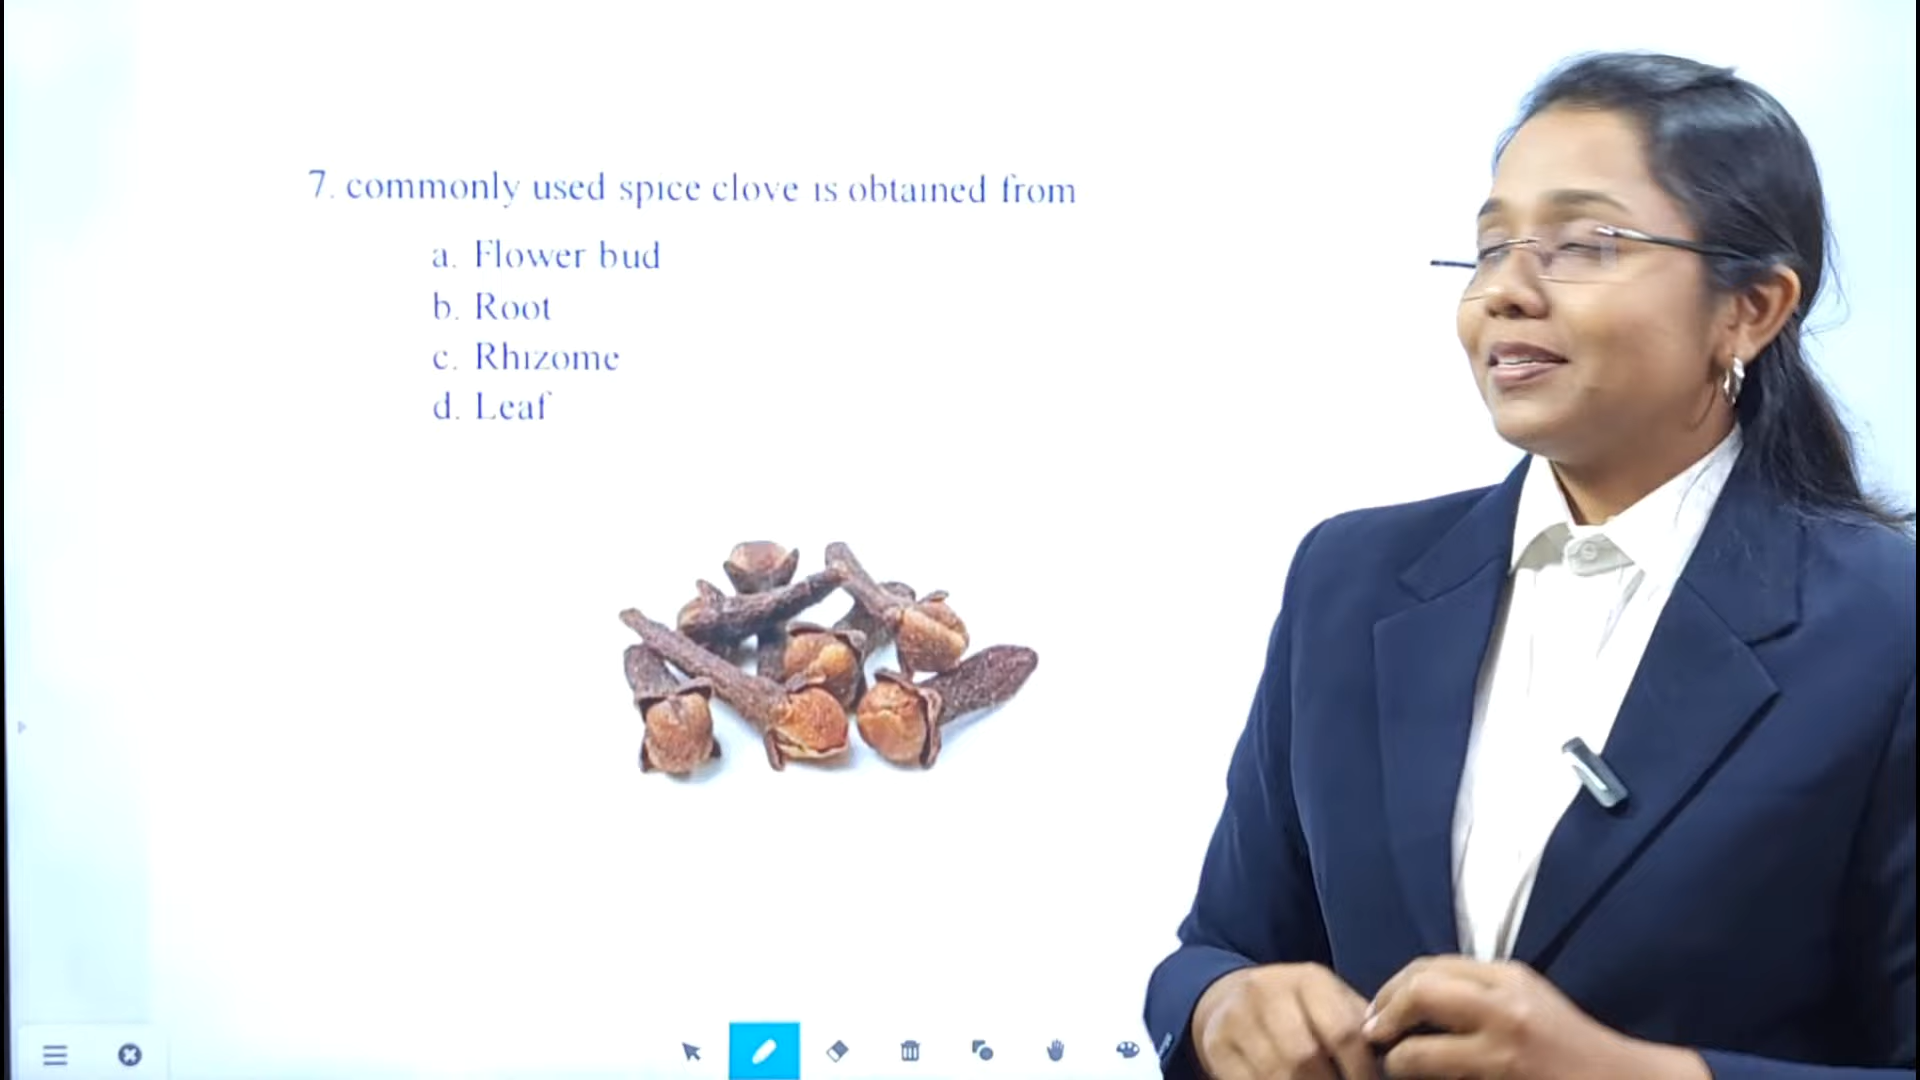 7. commonly used spice clove is obtained from
a. Flower bud
b. Root
c. Rhizome
d. Leaf